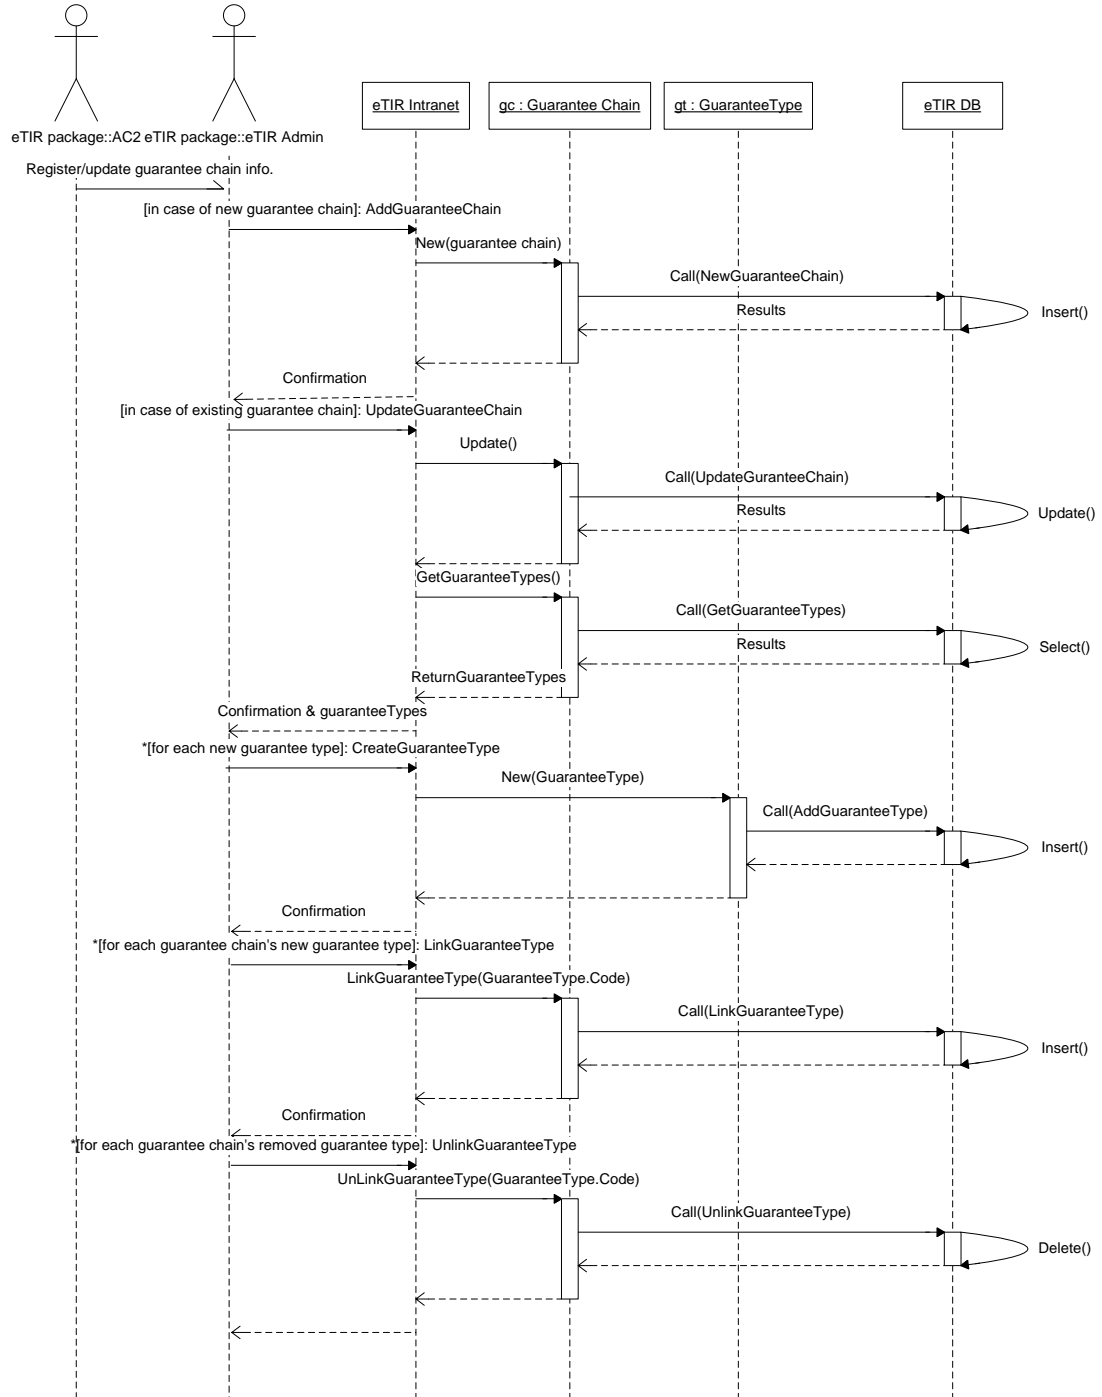 eTIR Intranet
gc : Guarantee Chain
gt : GuaranteeType
eTIR DB
eTIR package::AC2
eTIR package::eTIR Admin
Register/update guarantee chain info.
[in case of new guarantee chain]: AddGuaranteeChain
New(guarantee chain)
Call(NewGuaranteeChain)
Results
Insert()
Confirmation
[in case of existing guarantee chain]: UpdateGuaranteeChain
Update()
Call(UpdateGuranteeChain)
Results
Update()
GetGuaranteeTypes()
Call(GetGuaranteeTypes)
Results
Select()
ReturnGuaranteeTypes
Confirmation & guaranteeTypes
*[for each new guarantee type]: CreateGuaranteeType
New(GuaranteeType)
Call(AddGuaranteeType)
Insert()
Confirmation
*[for each guarantee chain's new guarantee type]: LinkGuaranteeType
LinkGuaranteeType(GuaranteeType.Code)
Call(LinkGuaranteeType)
Insert()
Confirmation
*[for each guarantee chain's removed guarantee type]: UnlinkGuaranteeType
UnLinkGuaranteeType(GuaranteeType.Code)
Call(UnlinkGuaranteeType)
Delete()